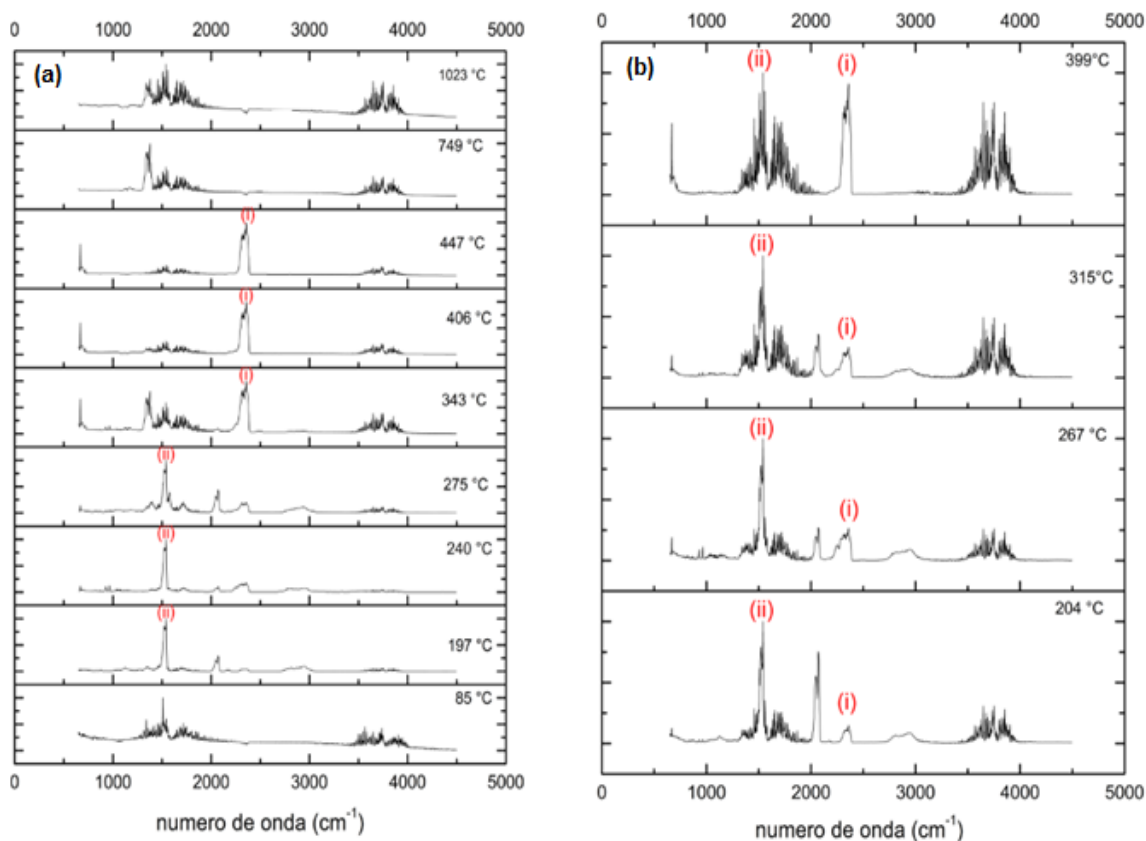 0 1000 2000 3000 4000 5000
(a)
1023 °C
749 °C
(i)
447 °C
(i)
406 °C
(i)
343 °C
(ii)
275 °C
(ii)
240 °C
(ii)
197 °C
85 °C
0 1000 2000 3000 4000 5000
numero de onda (cm⁻¹)
0 1000 2000 3000 4000 5000
(b)
(ii) (i)
399°C
(ii)
315°C
(i)
(ii)
267 °C
(i)
(ii)
204 °C
(i)
0 1000 2000 3000 4000 5000
numero de onda (cm⁻¹)